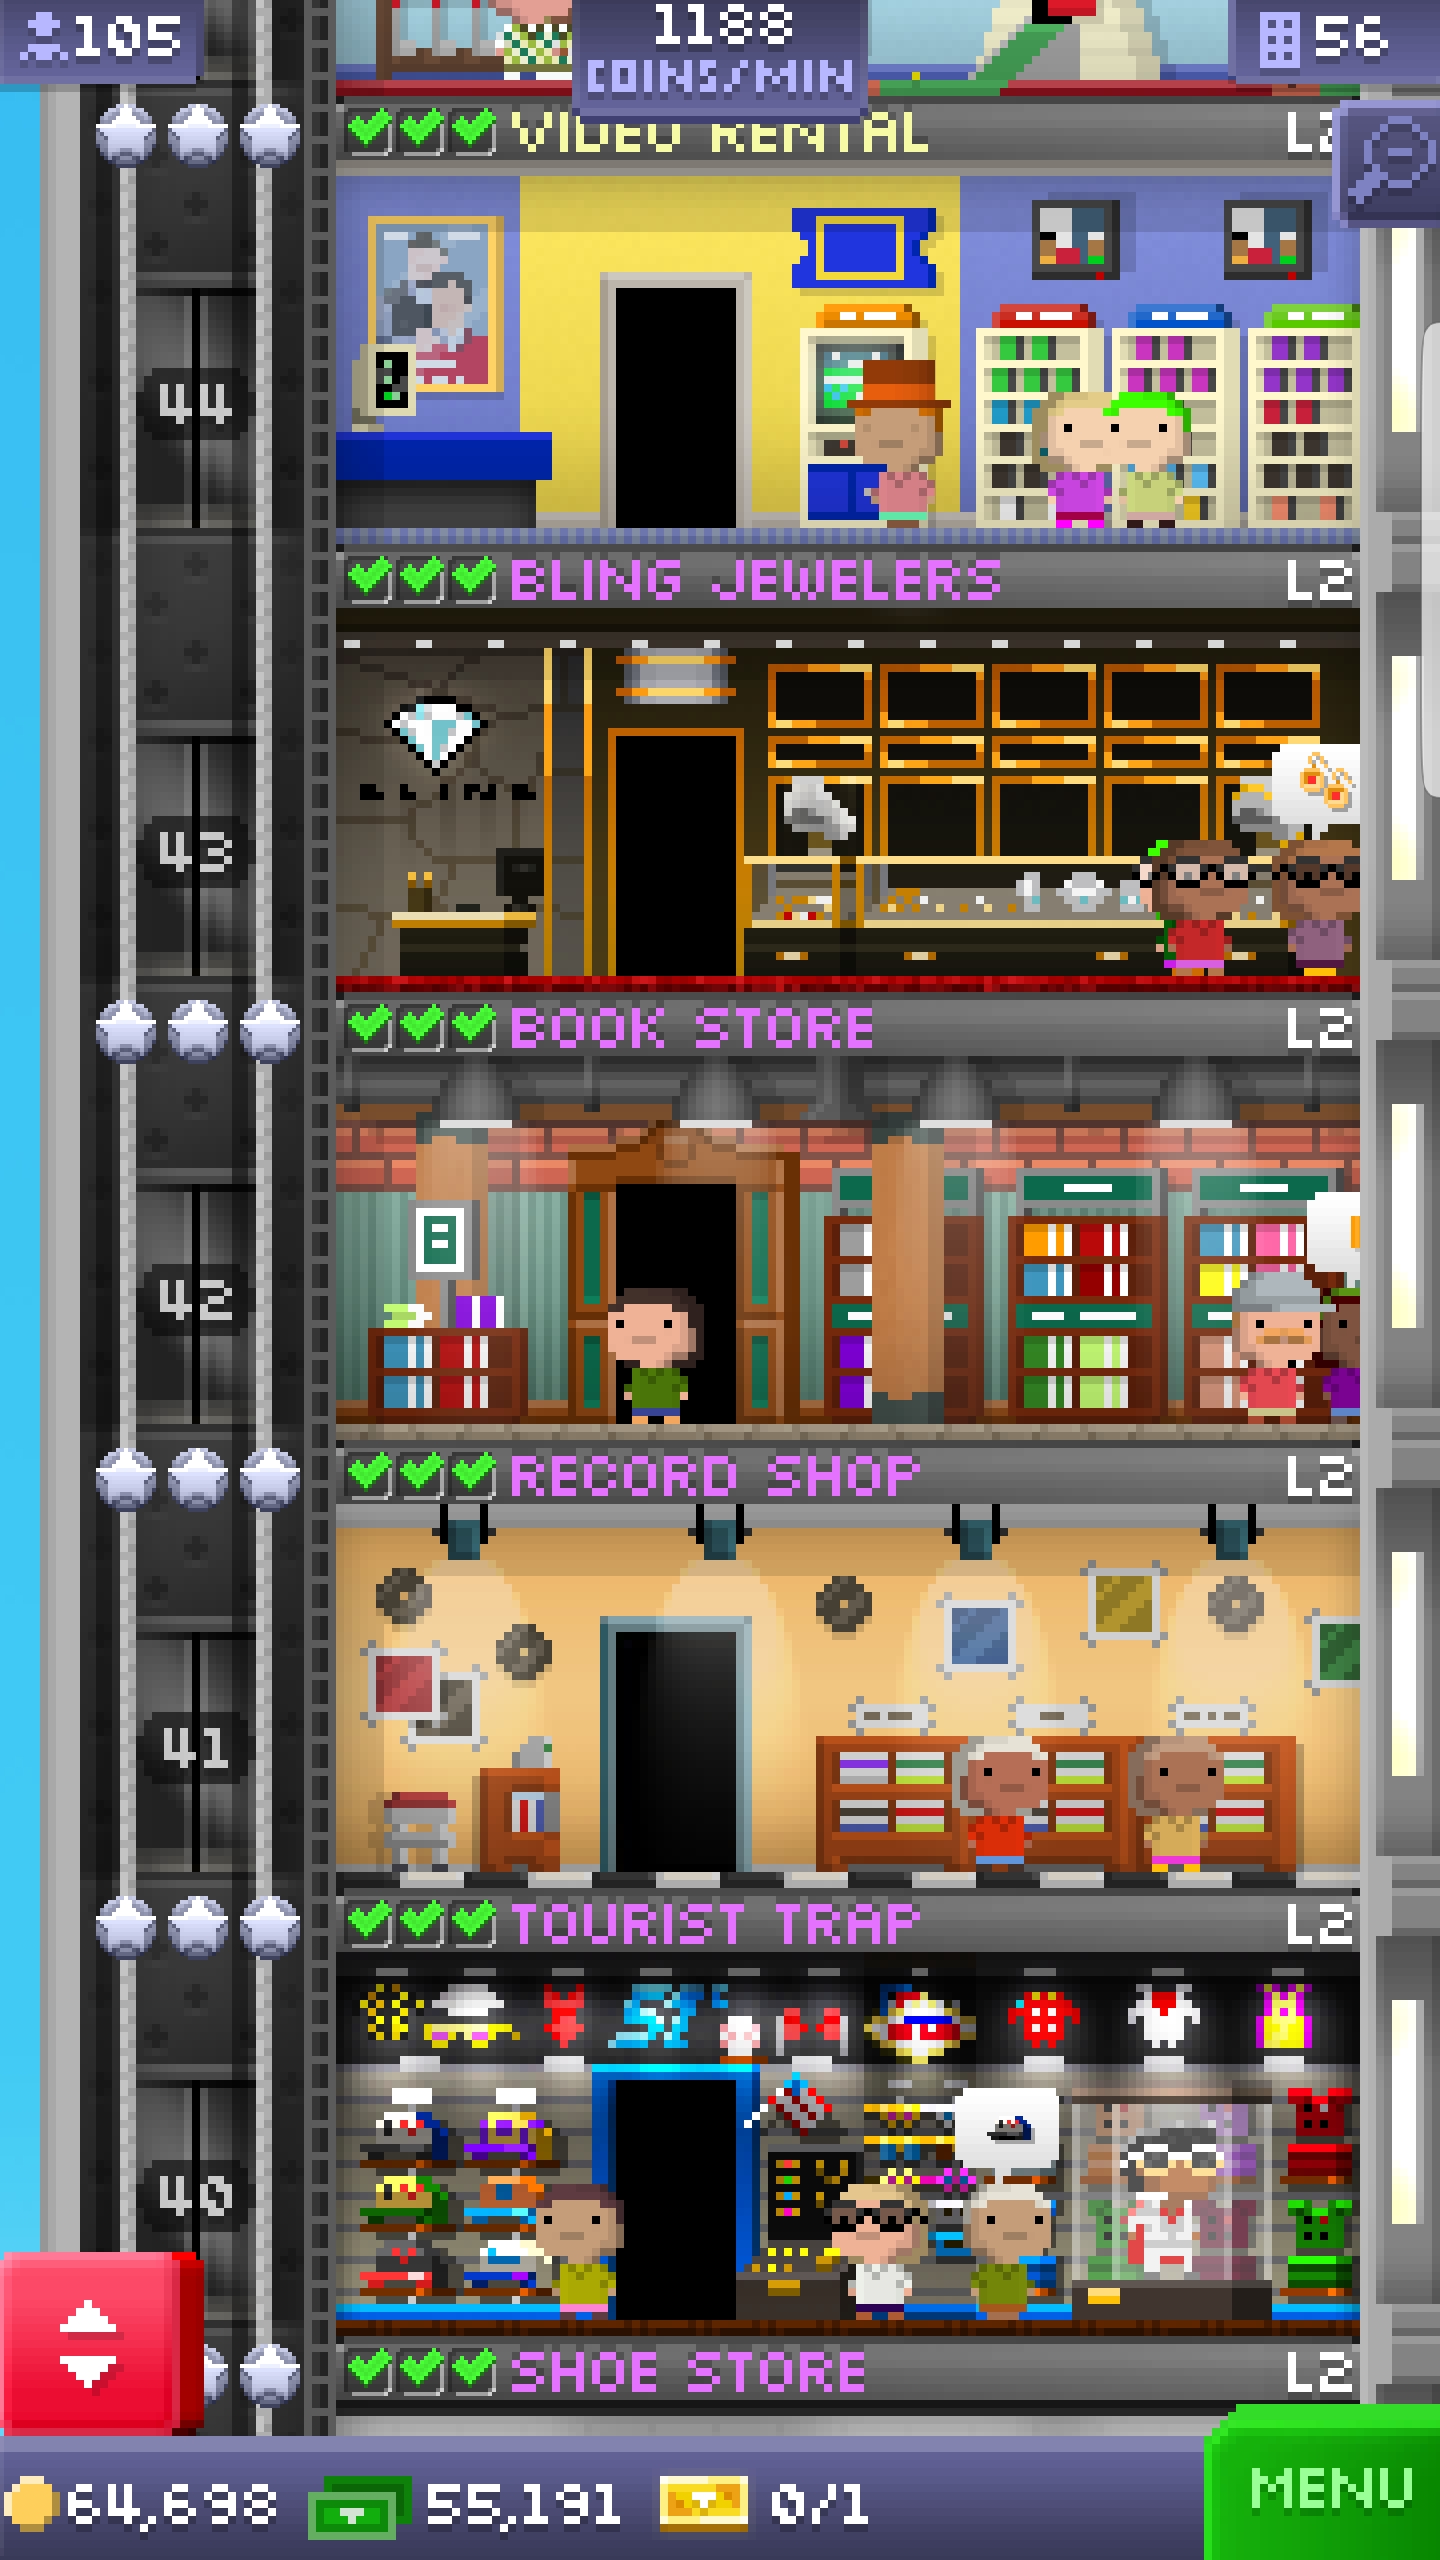 105
1188
COINS/MIN
56
VIDEO RENTAL
44
BLING JEWELERS L2
BLING
43
BOOK STORE L2
42
RECORD SHOP L2
41
TOURIST TRAP L2
40
SHOE STORE L2
64,698 55,191 0/1
MENU